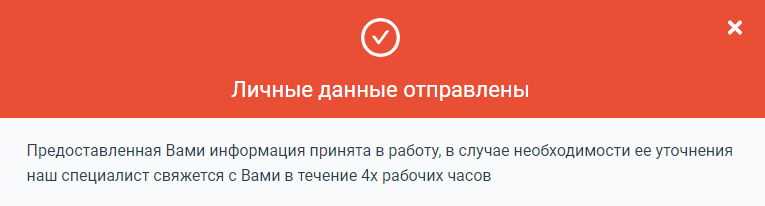 Личные данные отправлены
Предоставленная Вами информация принята в работу, в случае необходимости ее уточнения
наш специалист свяжется с Вами в течение 4х рабочих часов